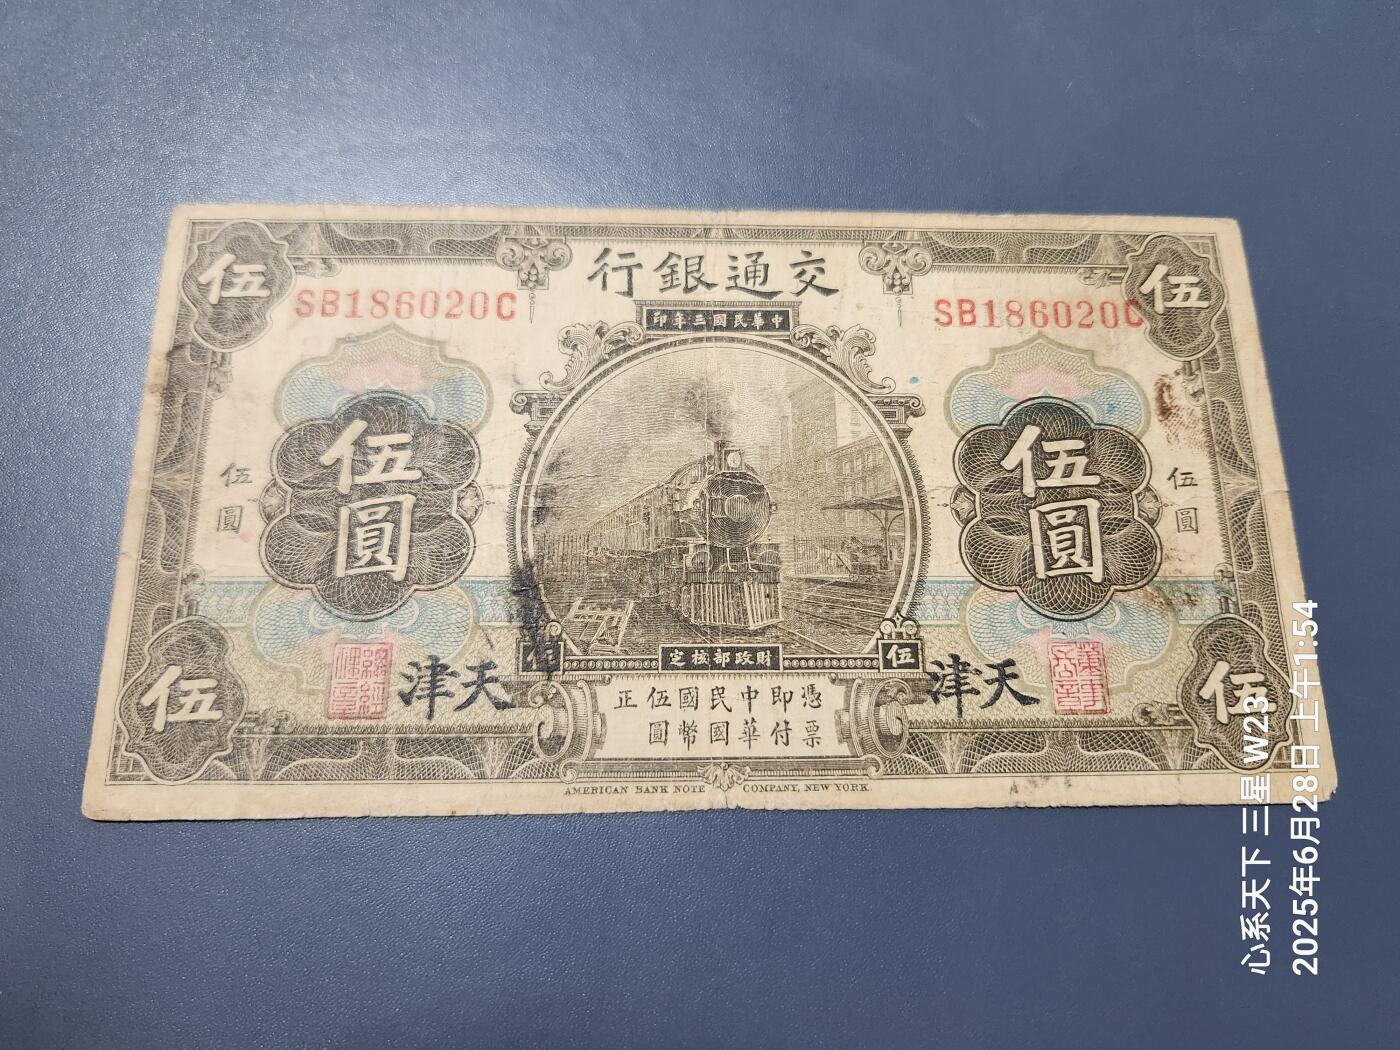 行銀通交
印年三國民華中
伍
伍
SB186020C
SB186020C
伍圓
伍圓
伍圓
伍圓
定核部政財
伍
伍
津天
津天
正伍國民中即憑
圓幣國華付票
伍
伍
AMERICAN BANK NOTE COMPANY, NEW YORK.
心系天下 三星 W23
2025年6月28日 上午1:54